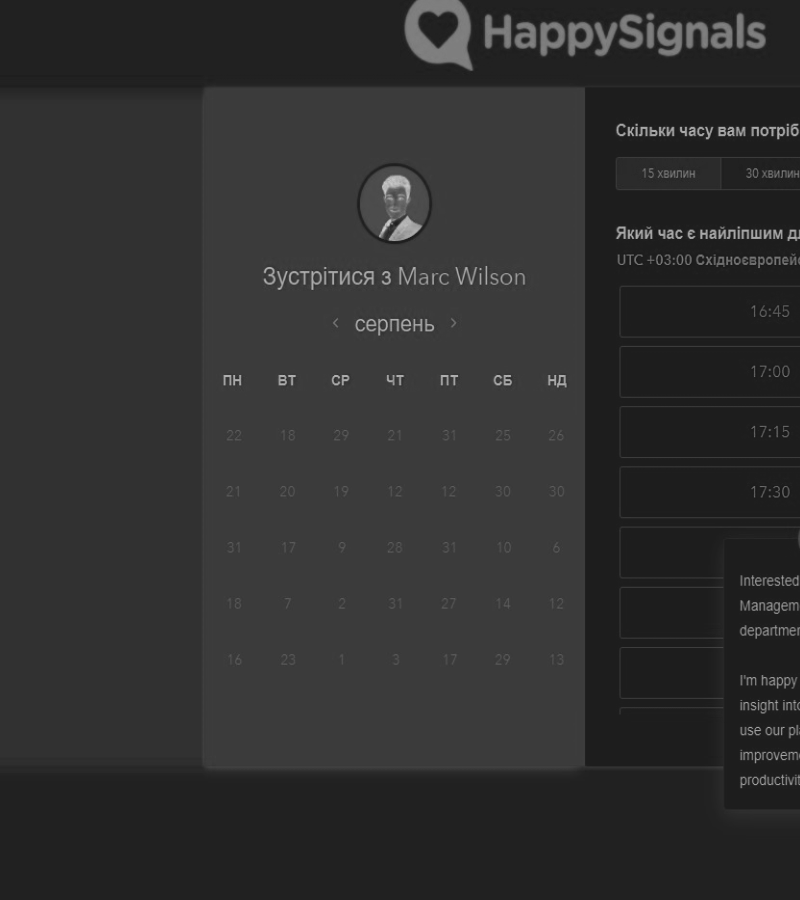 HappySignals
Зустрітися з Marc Wilson
серпень
ПН ВТ СР ЧТ ПТ СБ НД
22 18 29 21 31 25 26
21 20 19 12 12 30 30
31 17 9 28 31 10 6
18 7 2 31 27 14 12
16 23 1 3 17 29 13
Скільки часу вам потріб
15 хвилин 30 хвилин
Який час є найліпшим д
UTC +03:00 Східноєвропейс
16:45
17:00
17:15
17:30
Interested
Manageme
departmen
I'm happy
insight into
use our pla
improveme
productivit